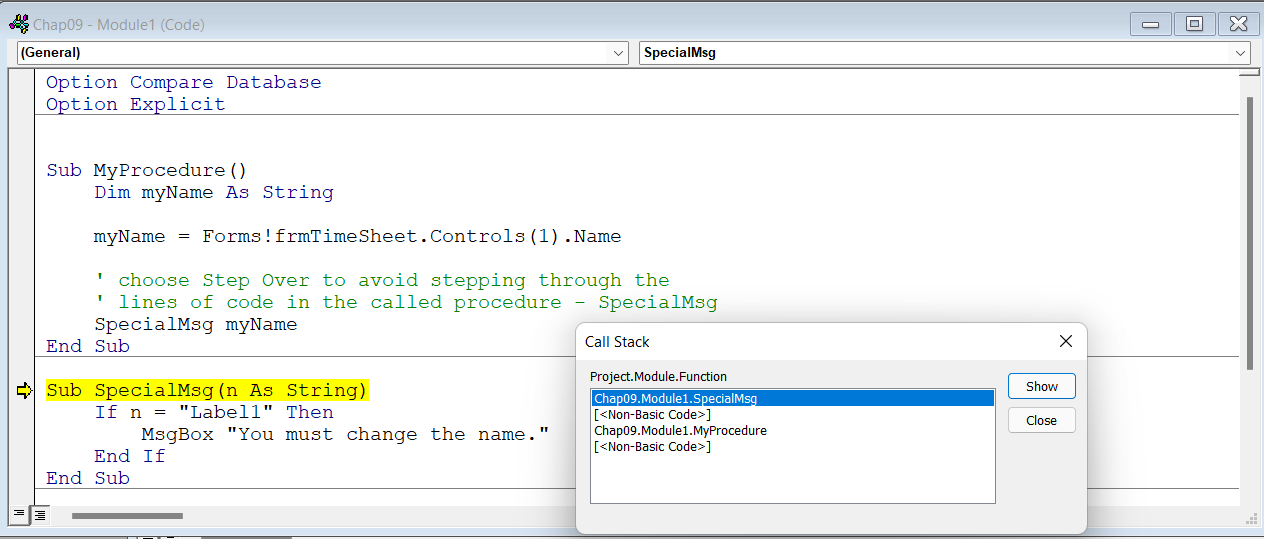 Chap09 - Module1 (Code)
(General)
SpecialMsg
Option Compare Database
Option Explicit
Sub MyProcedure()
    Dim myName As String
    myName = Forms!frmTimeSheet.Controls(1).Name
    ' choose Step Over to avoid stepping through the
    ' lines of code in the called procedure - SpecialMsg
    SpecialMsg myName
End Sub
Sub SpecialMsg(n As String)
    If n = "Label1" Then
        MsgBox "You must change the name."
    End If
End Sub
Call Stack
Project.Module.Function
Chap09.Module1.SpecialMsg
[<Non-Basic Code>]
Chap09.Module1.MyProcedure
[<Non-Basic Code>]
Show
Close